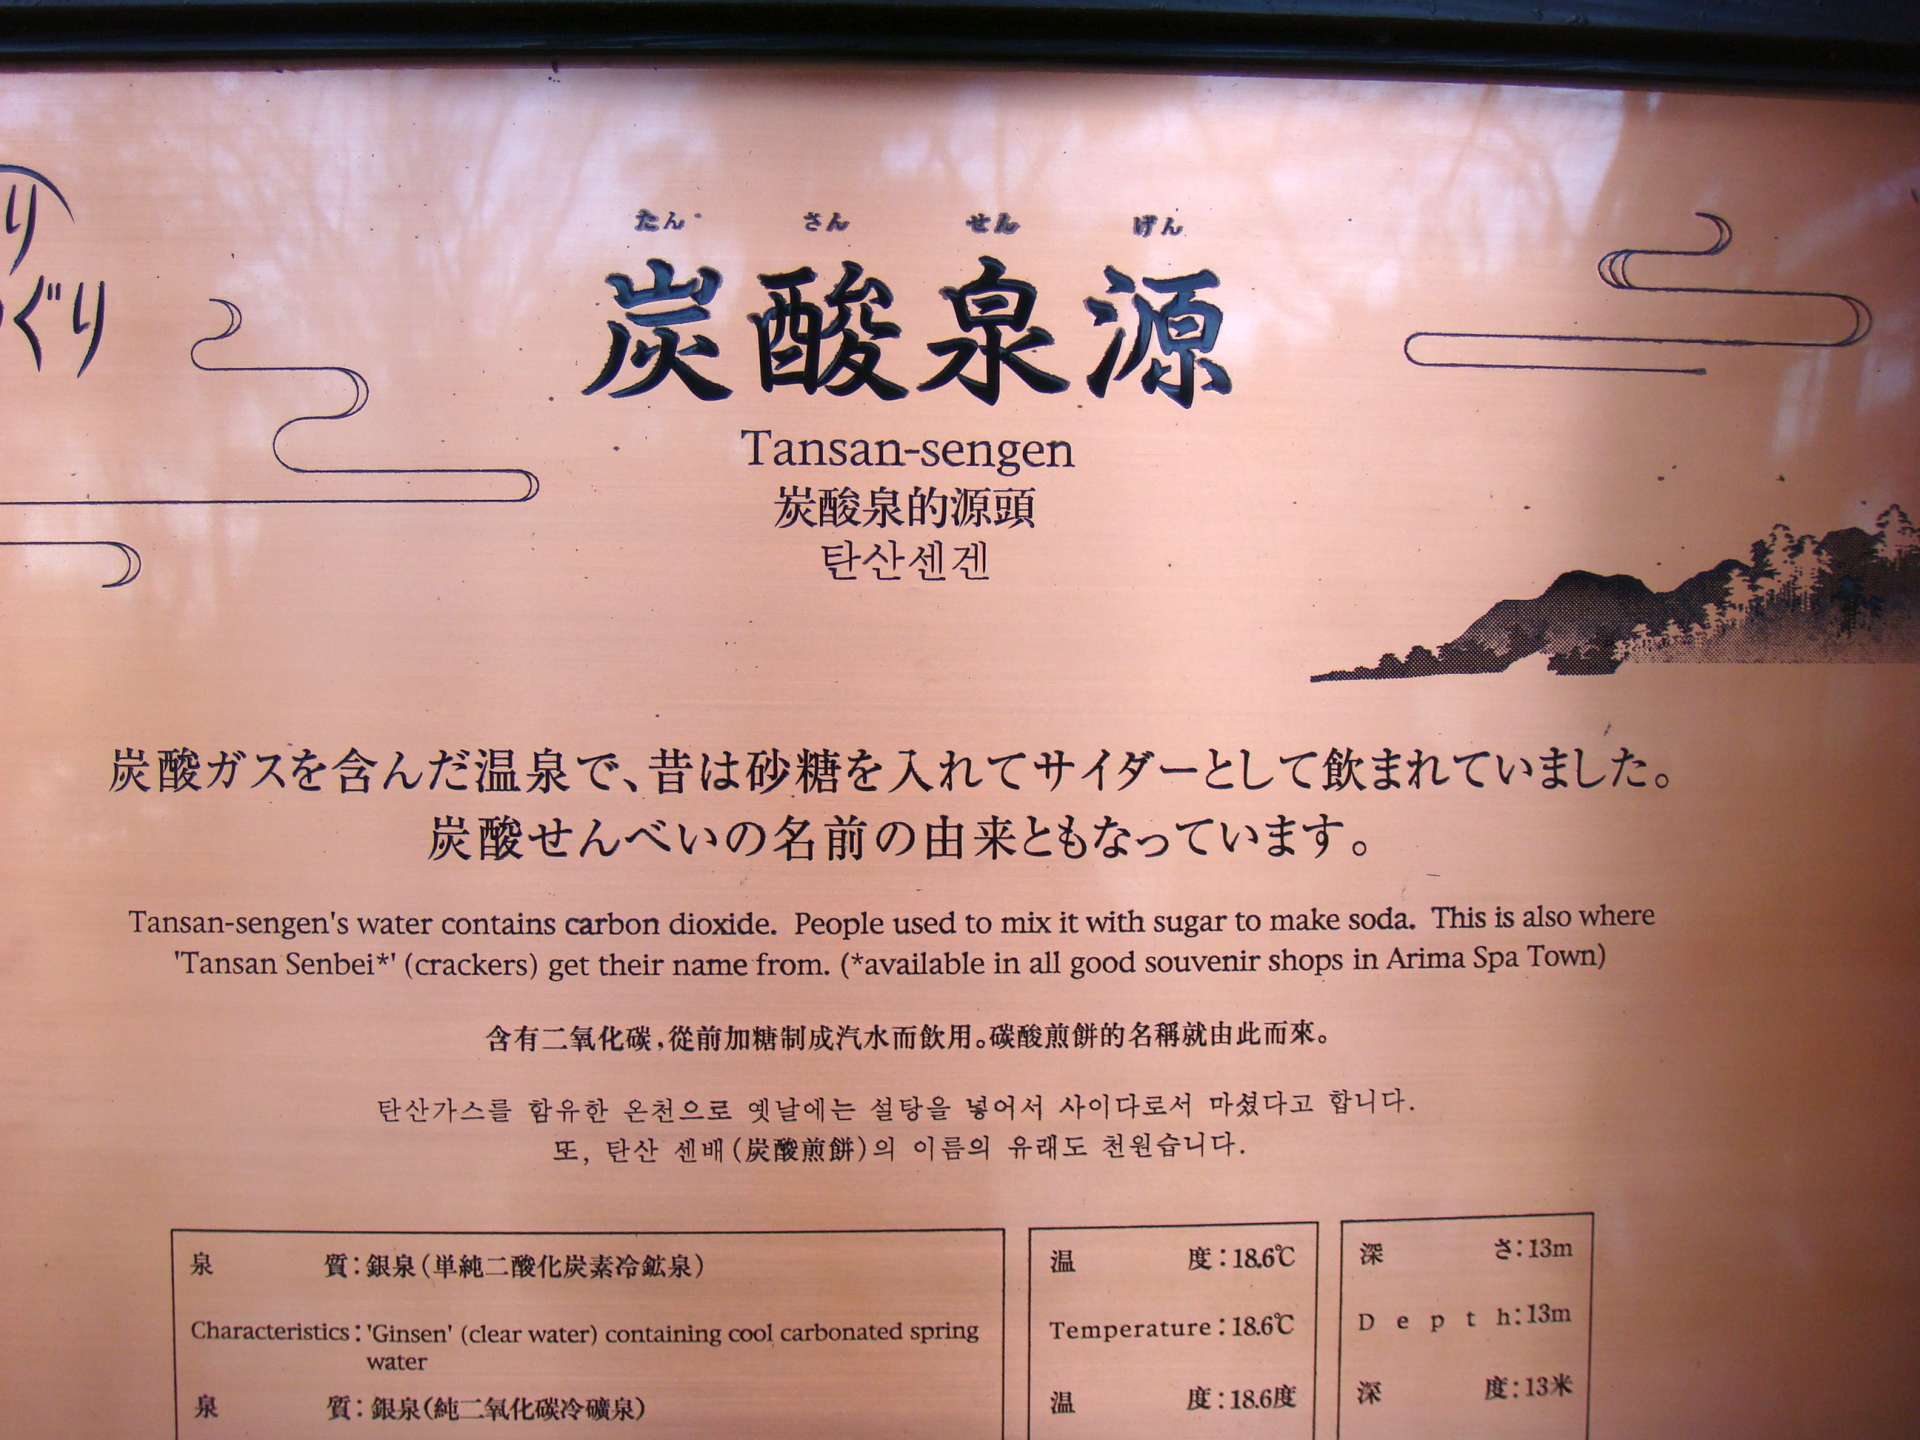 り
ぐり
たん さん せん げん
炭酸泉源
Tansan-sengen
炭酸泉的源頭
탄산센겐
炭酸ガスを含んだ温泉で、昔は砂糖を入れてサイダーとして飲まれていました。
炭酸せんべいの名前の由来ともなっています。
Tansan-sengen's water contains carbon dioxide. People used to mix it with sugar to make soda. This is also where
'Tansan Senbei*' (crackers) get their name from. (*available in all good souvenir shops in Arima Spa Town)
含有二氧化碳,從前加糖制成汽水而飲用。碳酸煎餅的名稱就由此而來。
탄산가스를 함유한 온천으로 옛날에는 설탕을 넣어서 사이다로서 마셨다고 합니다.
또, 탄산 센배(炭酸煎餅)의 이름의 유래도 천원습니다.
泉 質:銀泉(単純二酸化炭素冷鉱泉)
Characteristics:'Ginsen' (clear water) containing cool carbonated spring
water
泉 質:銀泉(純二氧化碳冷礦泉)
温 度:18.6℃
Temperature:18.6℃
温 度:18.6度
深 さ:13m
Depth:13m
深 度:13米